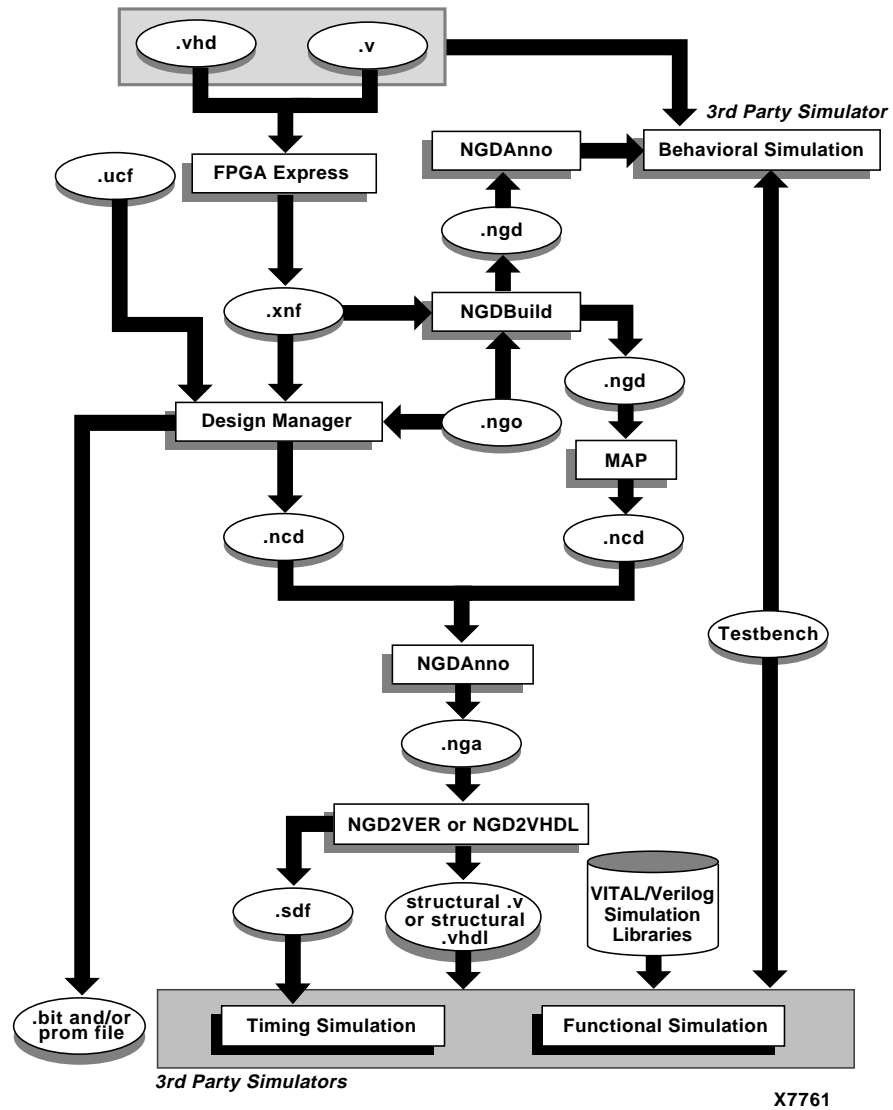 .vhd
.v
3rd Party Simulator
NGDAnno
Behavioral Simulation
FPGA Express
.ucf
.ngd
.xnf
NGDBuild
.ngd
Design Manager
.ngo
MAP
.ncd
.ncd
Testbench
NGDAnno
.nga
NGD2VER or NGD2VHDL
.sdf
structural .v
or structural
.vhdl
VITAL/Verilog
Simulation
Libraries
.bit and/or
prom file
Timing Simulation
Functional Simulation
3rd Party Simulators
X7761